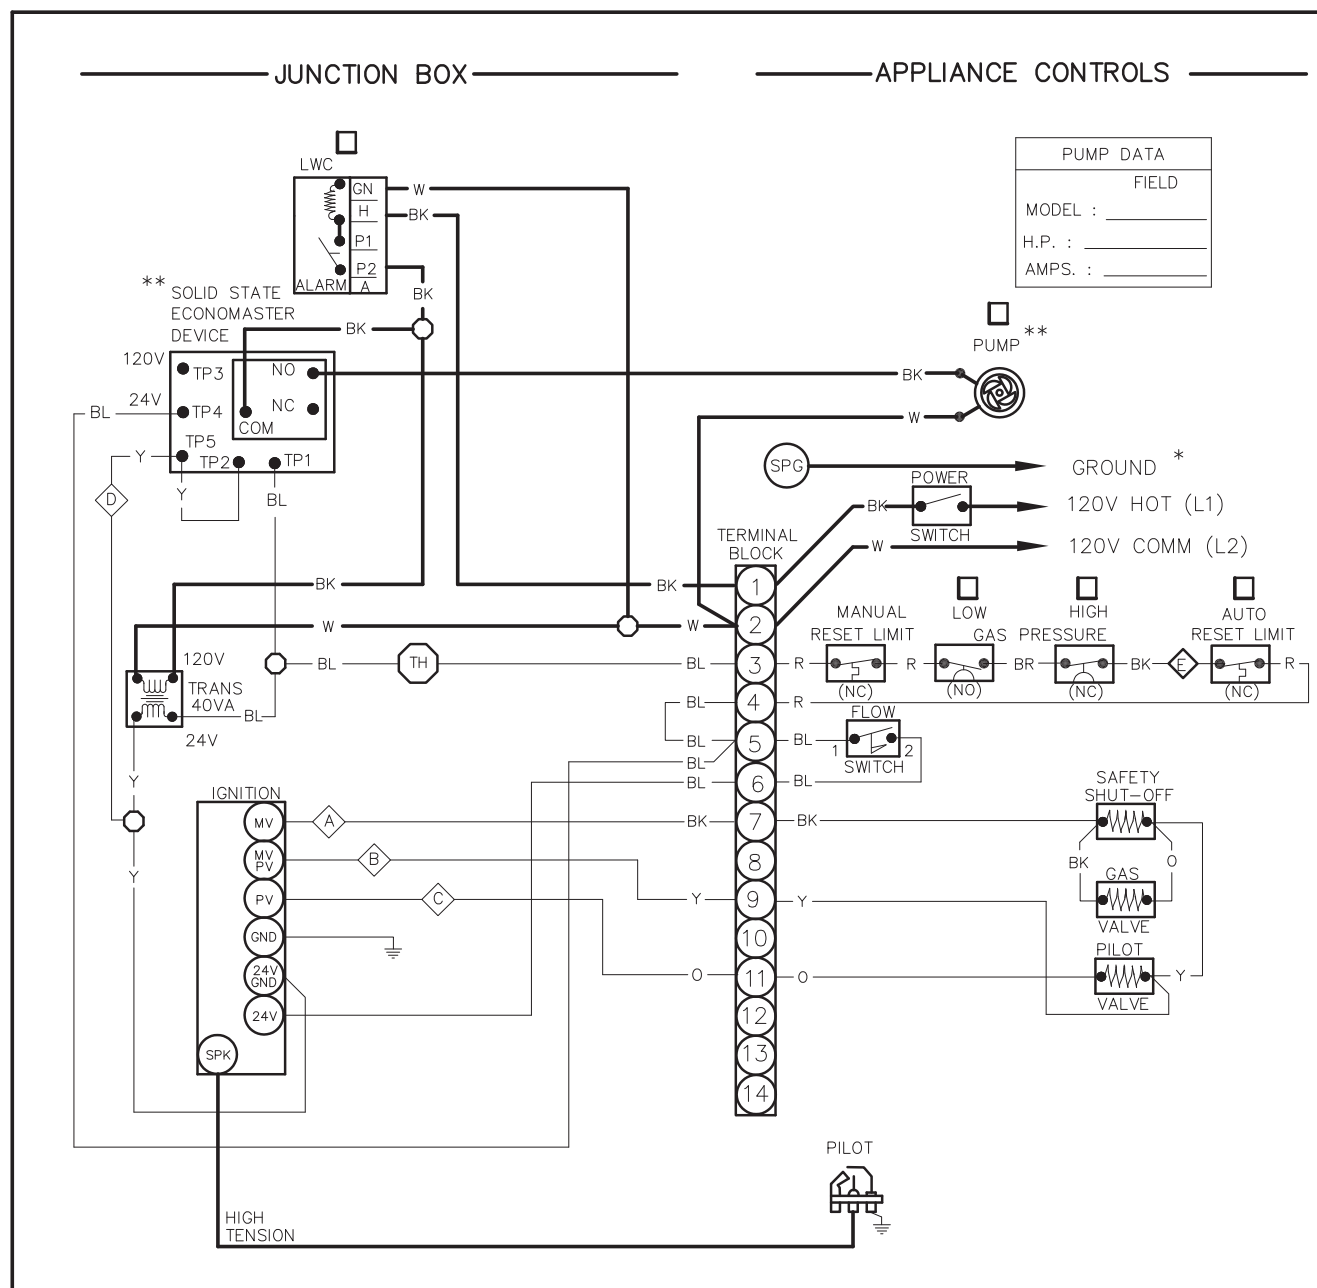 JUNCTION BOX
APPLIANCE CONTROLS
LWC
GN
W
H
BK
P1
P2
ALARM
A
BK
PUMP DATA
FIELD
MODEL :
H.P. :
AMPS. :
**
SOLID STATE
ECONOMASTER
DEVICE
BK
120V
TP3
NO
24V
TP4
NC
BL
COM
TP5
Y
TP2
TP1
D
Y
BL
PUMP **
BK
W
SPG
GROUND *
POWER
BK
120V HOT (L1)
SWITCH
W
120V COMM (L2)
TERMINAL
BLOCK
BK
BK
1
W
W
2
MANUAL
RESET LIMIT
LOW
HIGH
GAS PRESSURE
AUTO
RESET LIMIT
120V
BL
TH
BL
3
R
R
BR
BK
E
R
(NC)
(NO)
(NC)
(NC)
TRANS
40VA
BL
24V
BL
4
R
FLOW
BL
5
BL
1
2
BL
SWITCH
Y
BL
6
BL
IGNITION
SAFETY
SHUT-OFF
MV
A
BK
7
BK
Y
MV
PV
B
8
BK
O
GAS
PV
C
Y
9
Y
VALVE
GND
10
PILOT
24V
GND
O
11
O
Y
VALVE
24V
12
SPK
13
14
PILOT
HIGH
TENSION